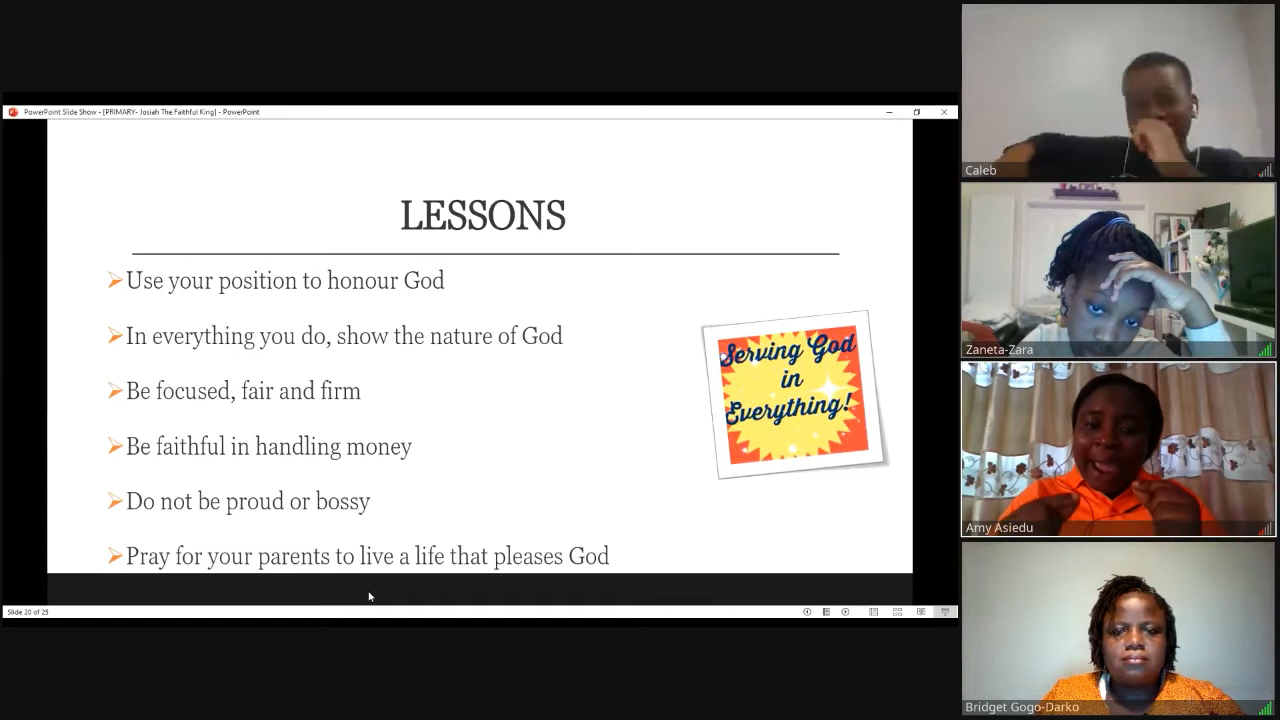 PowerPoint Slide Show - [PRIMARY- Josiah The Faithful King] - PowerPoint
LESSONS
Use your position to honour God
In everything you do, show the nature of God
Be focused, fair and firm
Be faithful in handling money
Do not be proud or bossy
Pray for your parents to live a life that pleases God
Serving God
in
Everything!
Slide 20 of 25
Caleb
Zaneta-Zara
Amy Asiedu
Bridget Gogo-Darko